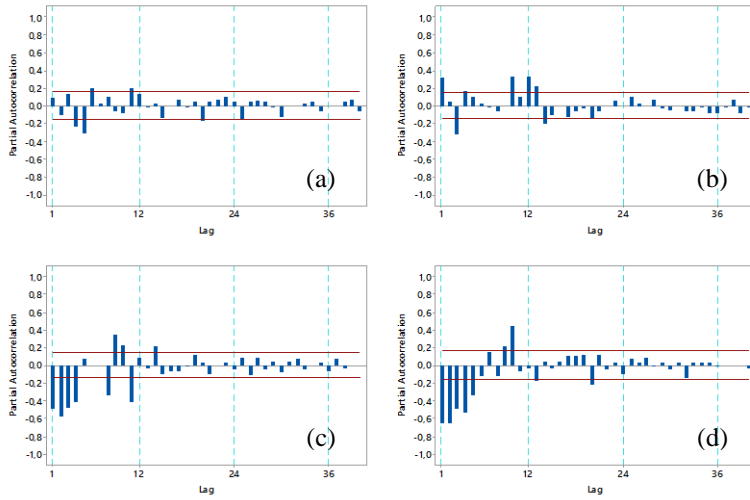 1,0
0,8
0,6
0,4
0,2
0,0
-0,2
-0,4
-0,6
-0,8
-1,0
Partial Autocorrelation
1 12 24 36
Lag
(a)
1,0
0,8
0,6
0,4
0,2
0,0
-0,2
-0,4
-0,6
-0,8
-1,0
Partial Autocorrelation
1 12 24 36
Lag
(b)
1,0
0,8
0,6
0,4
0,2
0,0
-0,2
-0,4
-0,6
-0,8
-1,0
Partial Autocorrelation
1 12 24 36
Lag
(c)
1,0
0,8
0,6
0,4
0,2
0,0
-0,2
-0,4
-0,6
-0,8
-1,0
Partial Autocorrelation
1 12 24 36
Lag
(d)